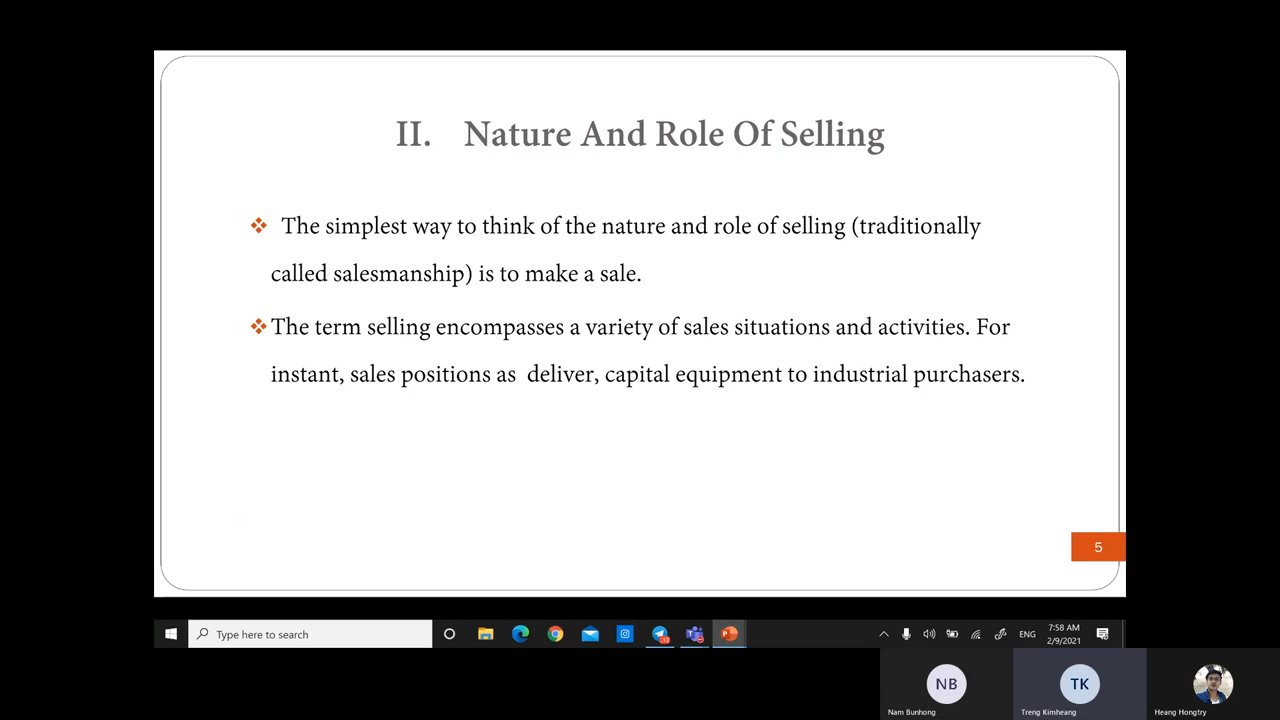 II. Nature And Role Of Selling
The simplest way to think of the nature and role of selling (traditionally
called salesmanship) is to make a sale.
The term selling encompasses a variety of sales situations and activities. For
instant, sales positions as deliver, capital equipment to industrial purchasers.
5
Type here to search
ENG
7:58 AM
2/9/2021
NB
TK
Nam Bunhong
Treng Kimheang
Heang Hongtry